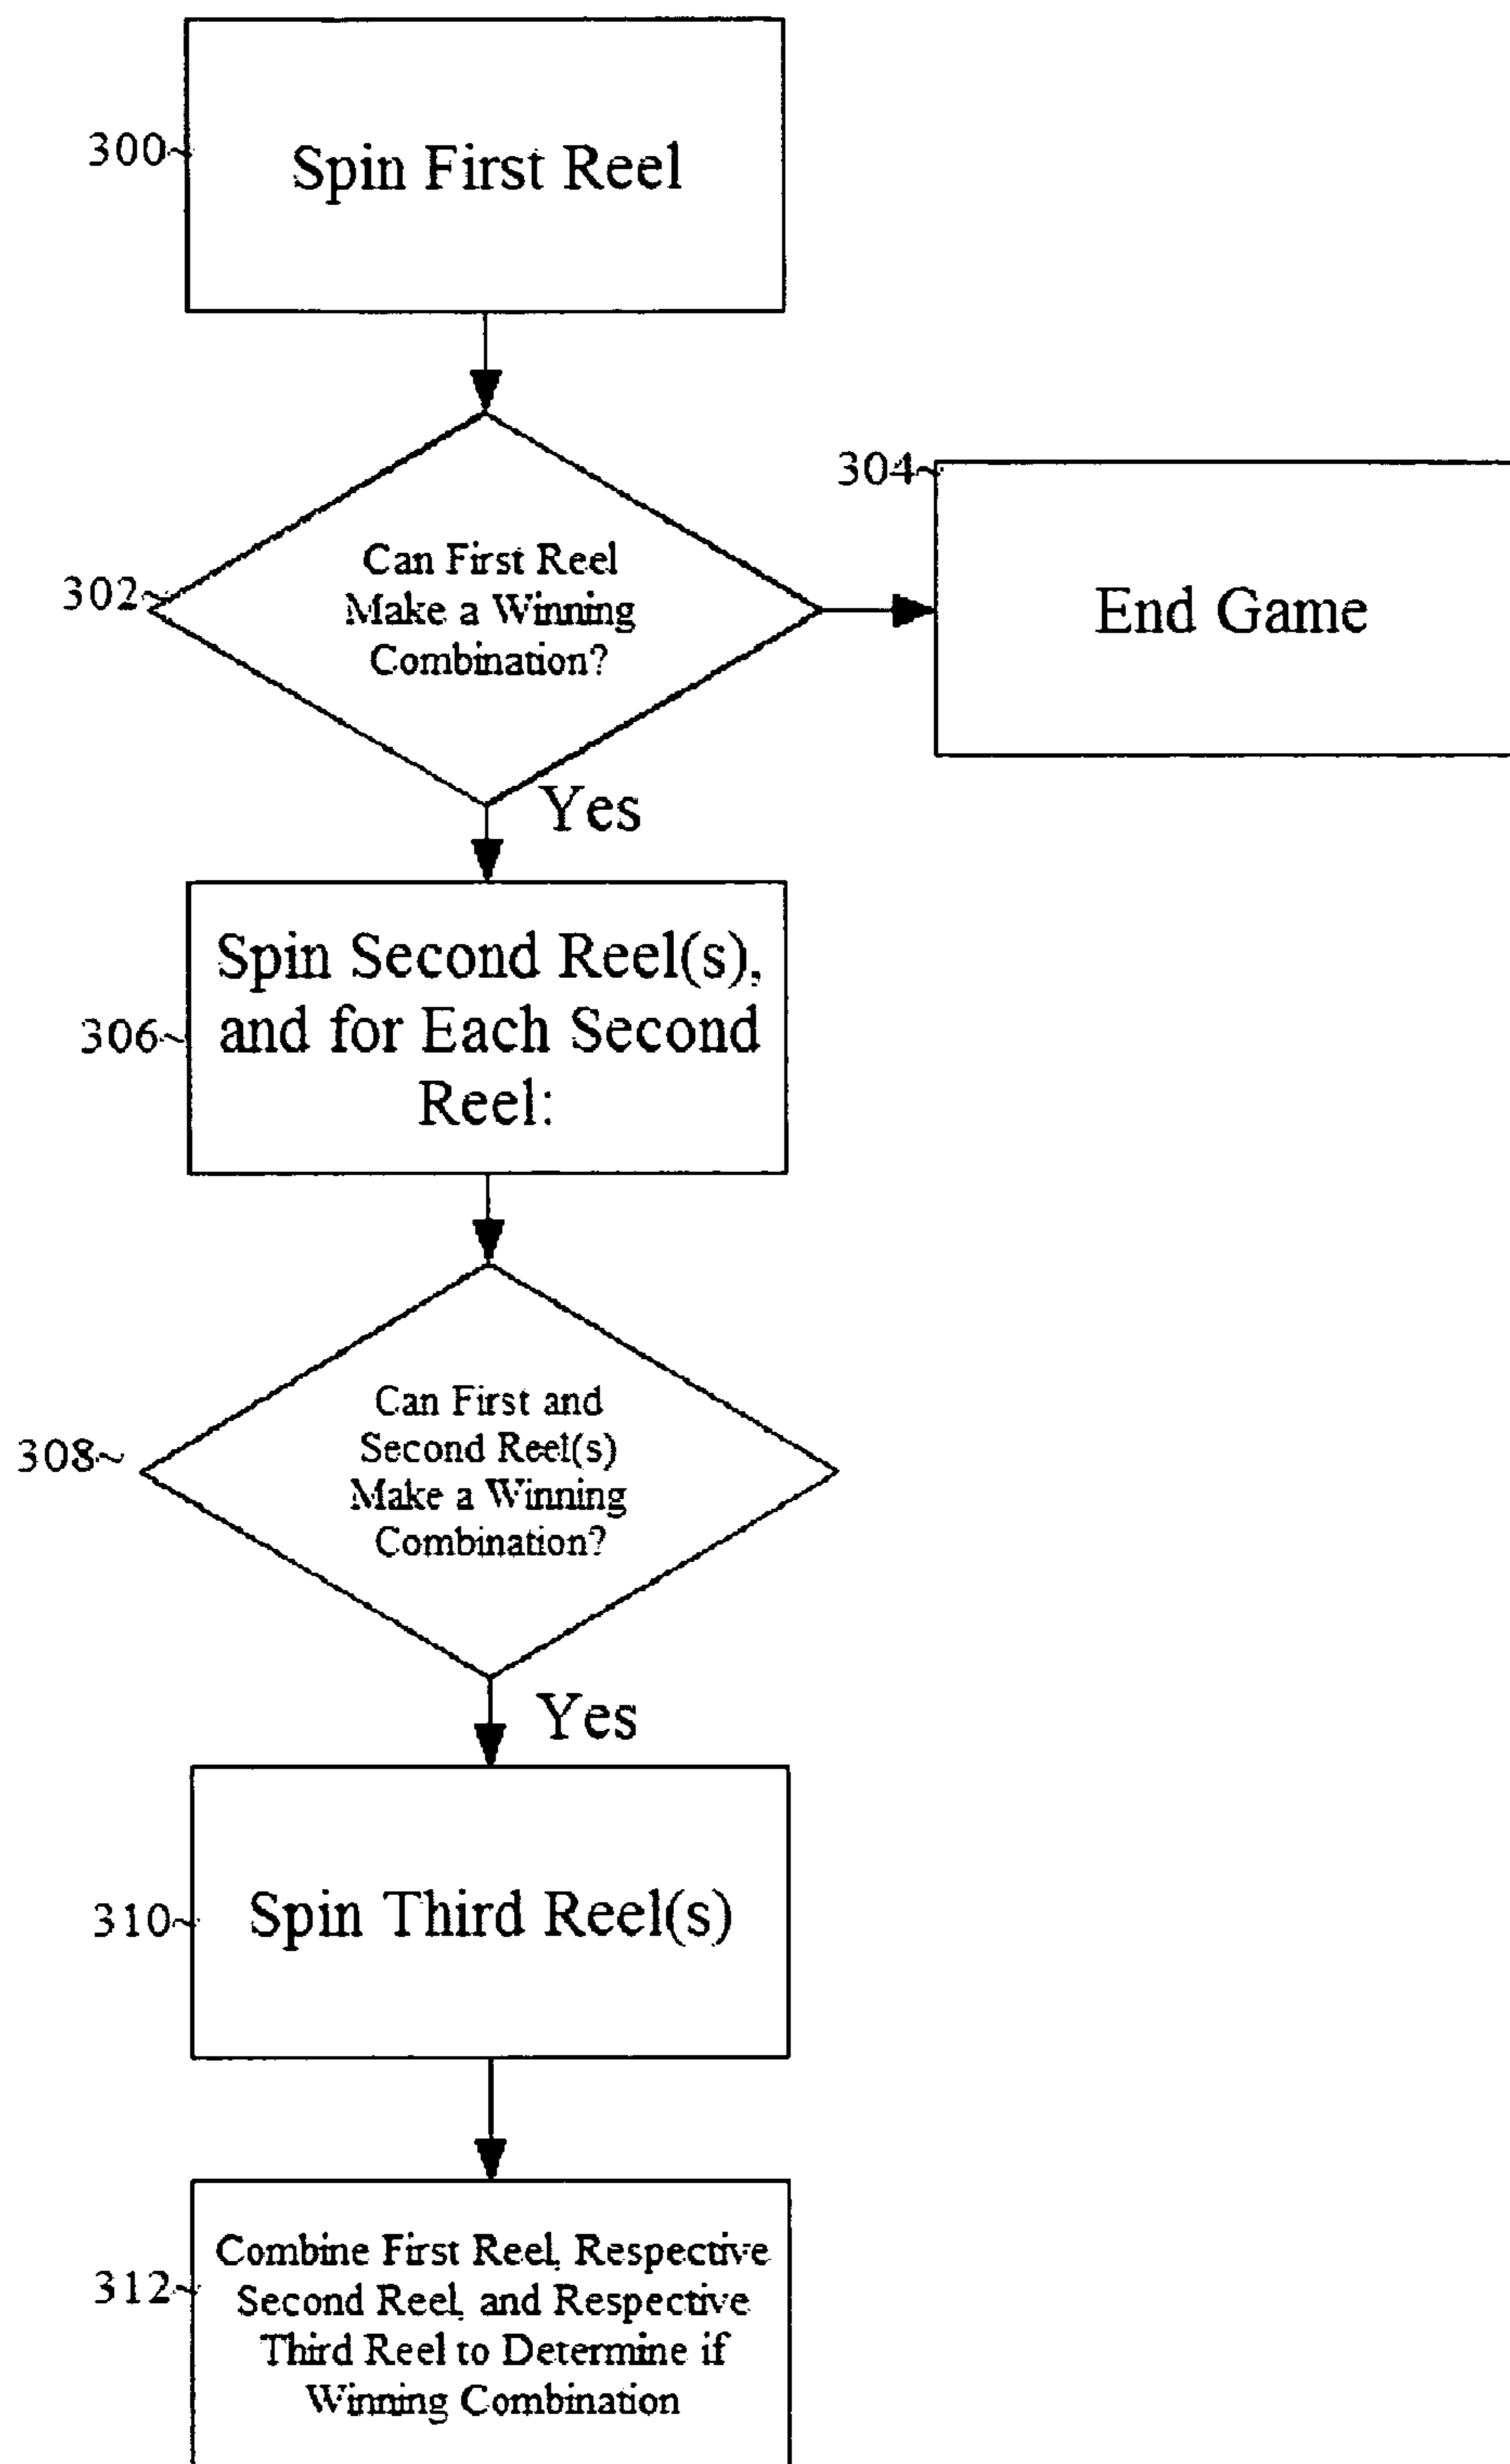 300~
Spin First Reel
302~
Can First Reel
Make a Winning
Combination?
304~
End Game
Yes
306~
Spin Second Reel(s),
and for Each Second
Reel:
308~
Can First and
Second Reel(s)
Make a Winning
Combination?
Yes
310~
Spin Third Reel(s)
312~
Combine First Reel, Respective
Second Reel, and Respective
Third Reel to Determine if
Winning Combination